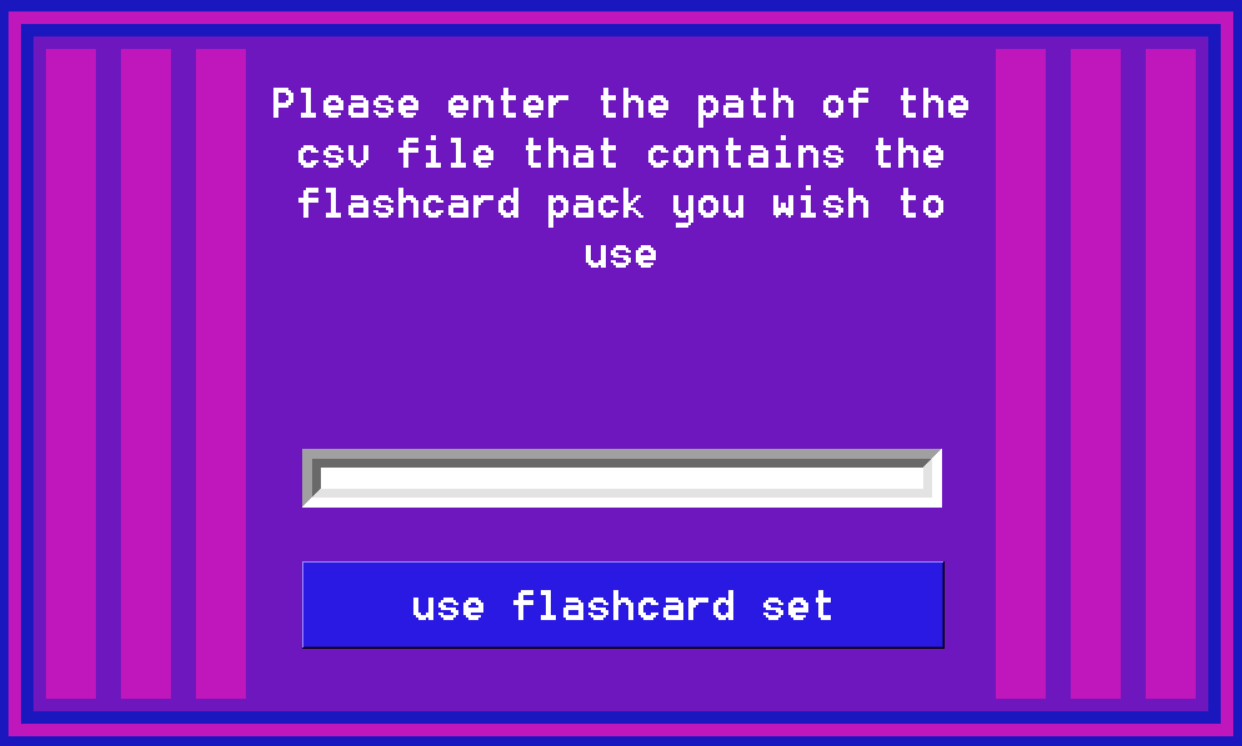 Please enter the path of the
csv file that contains the
flashcard pack you wish to
use
use flashcard set